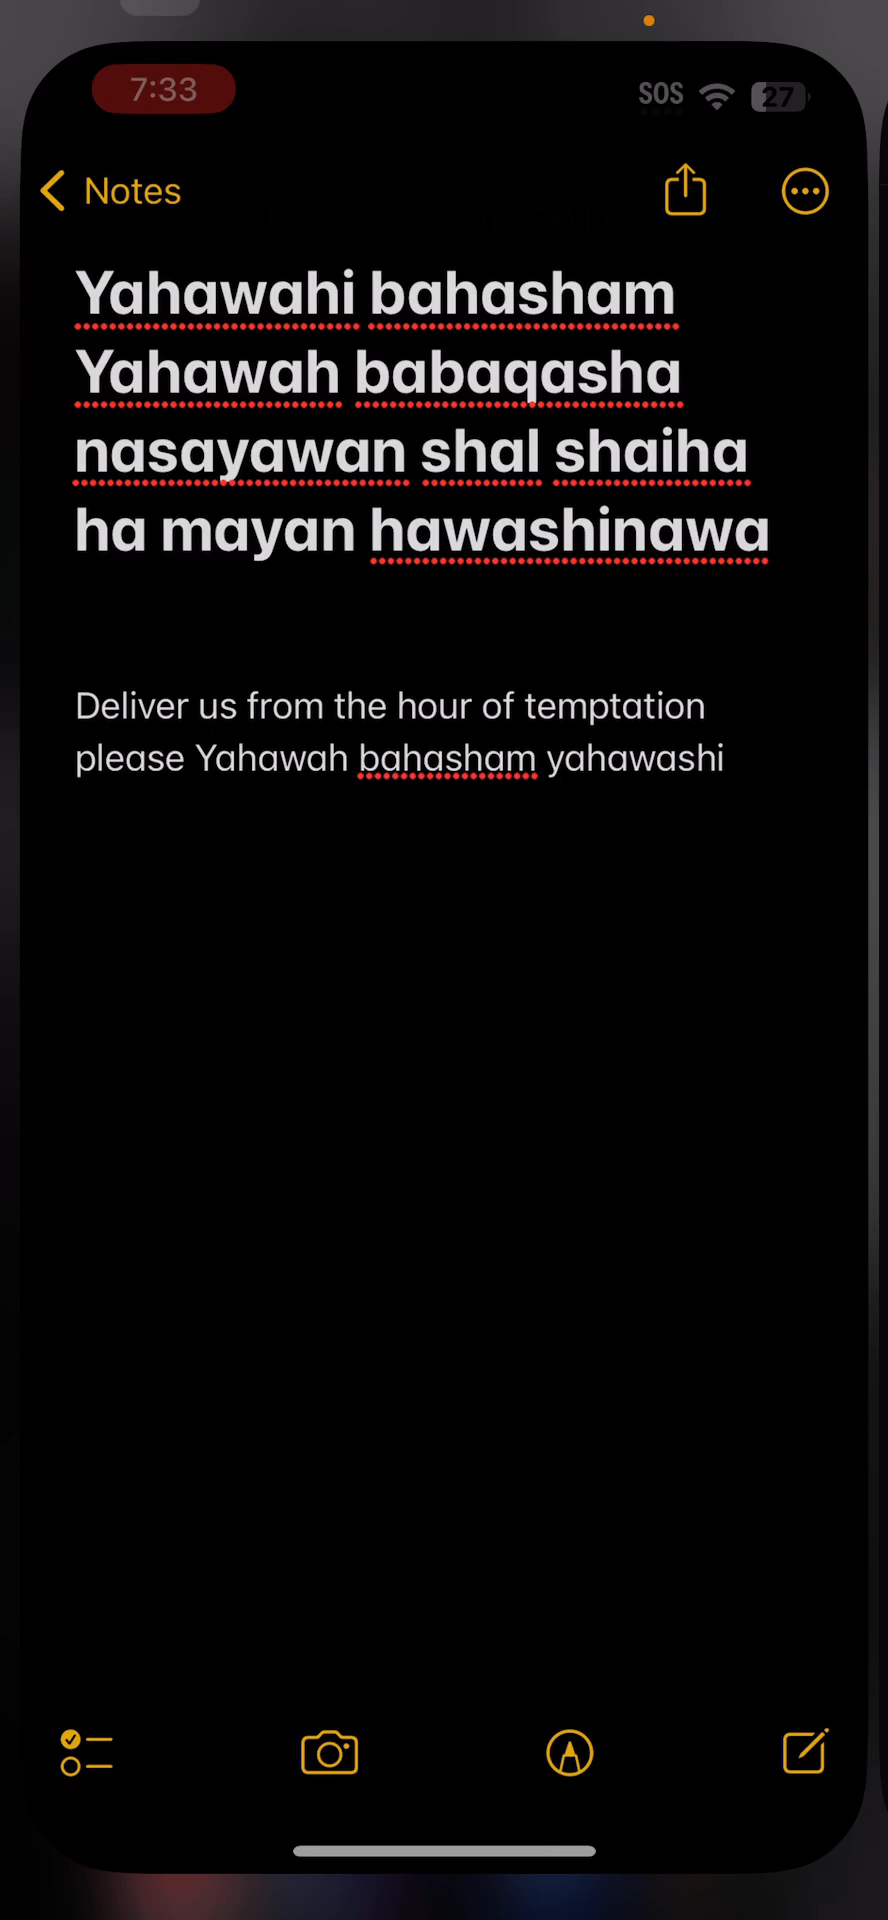 7:33
SOS
27
Notes
Yahawahi bahasham
Yahawah babaqasha
nasayawan shal shaiha
ha mayan hawashinawa
Deliver us from the hour of temptation
please Yahawah bahasham yahawashi